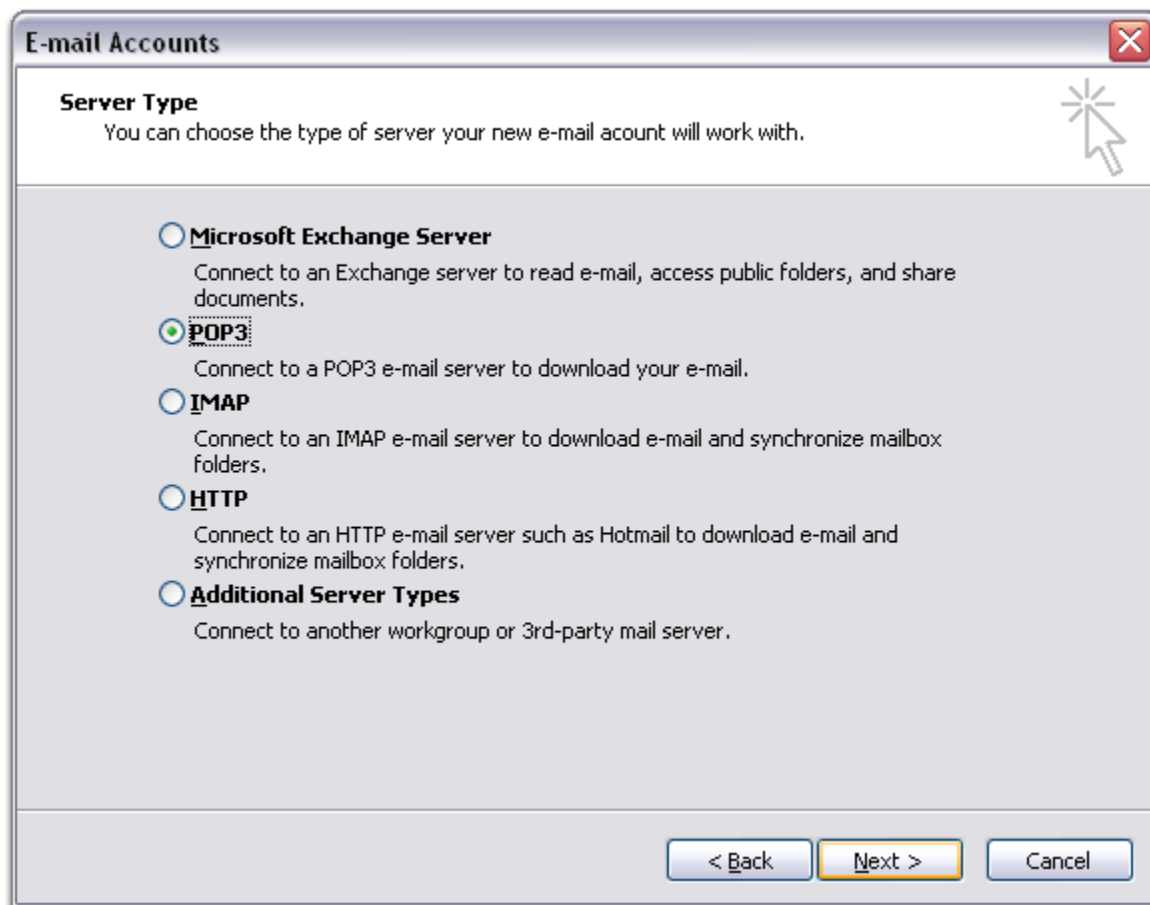 E-mail Accounts
Server Type
You can choose the type of server your new e-mail acount will work with.
Microsoft Exchange Server
Connect to an Exchange server to read e-mail, access public folders, and share
documents.
POP3
Connect to a POP3 e-mail server to download your e-mail.
IMAP
Connect to an IMAP e-mail server to download e-mail and synchronize mailbox
folders.
HTTP
Connect to an HTTP e-mail server such as Hotmail to download e-mail and
synchronize mailbox folders.
Additional Server Types
Connect to another workgroup or 3rd-party mail server.
< Back Next > Cancel